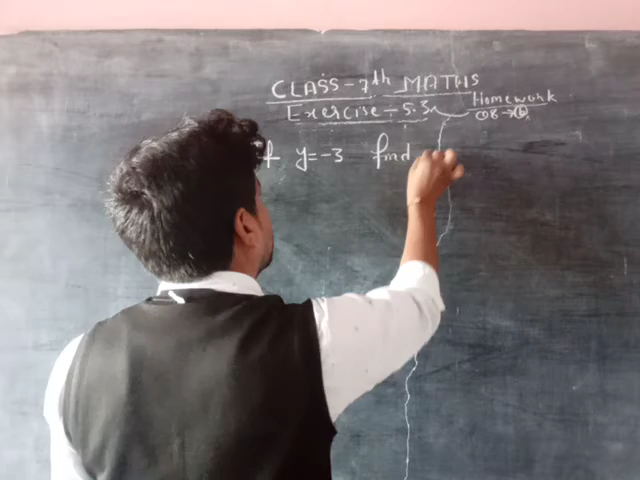 CLASS-7th MATHS
Exercise-5.3
Homework
y=-3 find